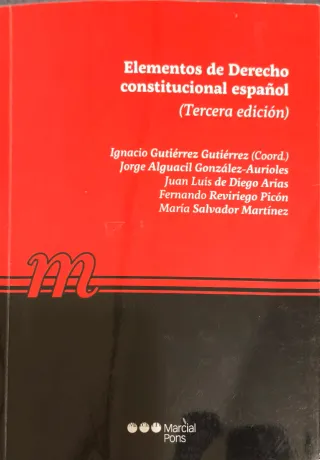 Elementos de Derecho
constitucional español
(Tercera edición)
Ignacio Gutiérrez Gutiérrez (Coord.)
Jorge Alguacil González-Aurioles
Juan Luis de Diego Arias
Fernando Reviriego Picón
María Salvador Martínez
m
Marcial
Pons